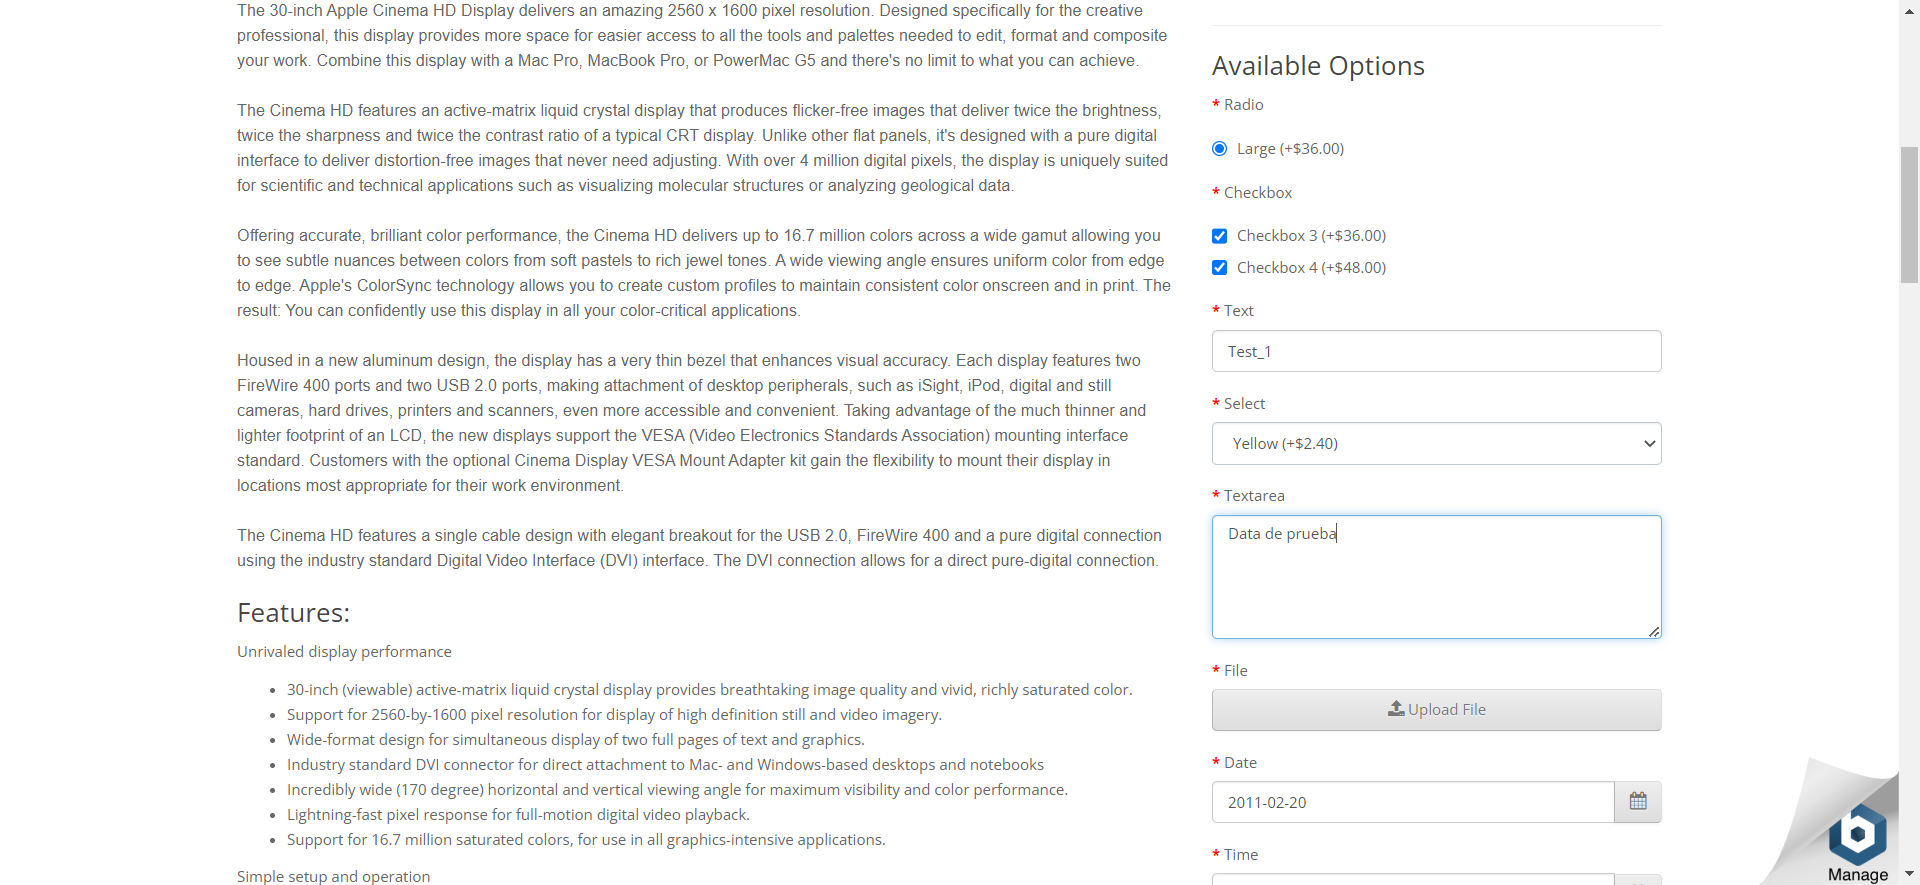 The 30-inch Apple Cinema HD Display delivers an amazing 2560 x 1600 pixel resolution. Designed specifically for the creative
professional, this display provides more space for easier access to all the tools and palettes needed to edit, format and composite
your work. Combine this display with a Mac Pro, MacBook Pro, or PowerMac G5 and there's no limit to what you can achieve.
The Cinema HD features an active-matrix liquid crystal display that produces flicker-free images that deliver twice the brightness,
twice the sharpness and twice the contrast ratio of a typical CRT display. Unlike other flat panels, it's designed with a pure digital
interface to deliver distortion-free images that never need adjusting. With over 4 million digital pixels, the display is uniquely suited
for scientific and technical applications such as visualizing molecular structures or analyzing geological data.
Offering accurate, brilliant color performance, the Cinema HD delivers up to 16.7 million colors across a wide gamut allowing you
to see subtle nuances between colors from soft pastels to rich jewel tones. A wide viewing angle ensures uniform color from edge
to edge. Apple's ColorSync technology allows you to create custom profiles to maintain consistent color onscreen and in print. The
result: You can confidently use this display in all your color-critical applications.
Housed in a new aluminum design, the display has a very thin bezel that enhances visual accuracy. Each display features two
FireWire 400 ports and two USB 2.0 ports, making attachment of desktop peripherals, such as iSight, iPod, digital and still
cameras, hard drives, printers and scanners, even more accessible and convenient. Taking advantage of the much thinner and
lighter footprint of an LCD, the new displays support the VESA (Video Electronics Standards Association) mounting interface
standard. Customers with the optional Cinema Display VESA Mount Adapter kit gain the flexibility to mount their display in
locations most appropriate for their work environment.
The Cinema HD features a single cable design with elegant breakout for the USB 2.0, FireWire 400 and a pure digital connection
using the industry standard Digital Video Interface (DVI) interface. The DVI connection allows for a direct pure-digital connection.
Features:
Unrivaled display performance
• 30-inch (viewable) active-matrix liquid crystal display provides breathtaking image quality and vivid, richly saturated color.
• Support for 2560-by-1600 pixel resolution for display of high definition still and video imagery.
• Wide-format design for simultaneous display of two full pages of text and graphics.
• Industry standard DVI connector for direct attachment to Mac- and Windows-based desktops and notebooks
• Incredibly wide (170 degree) horizontal and vertical viewing angle for maximum visibility and color performance.
• Lightning-fast pixel response for full-motion digital video playback.
• Support for 16.7 million saturated colors, for use in all graphics-intensive applications.
Simple setup and operation
Available Options
* Radio
Large (+$36.00)
* Checkbox
Checkbox 3 (+$36.00)
Checkbox 4 (+$48.00)
* Text
Test_1
* Select
Yellow (+$2.40)
* Textarea
Data de prueba
* File
Upload File
* Date
2011-02-20
* Time
b
Manage